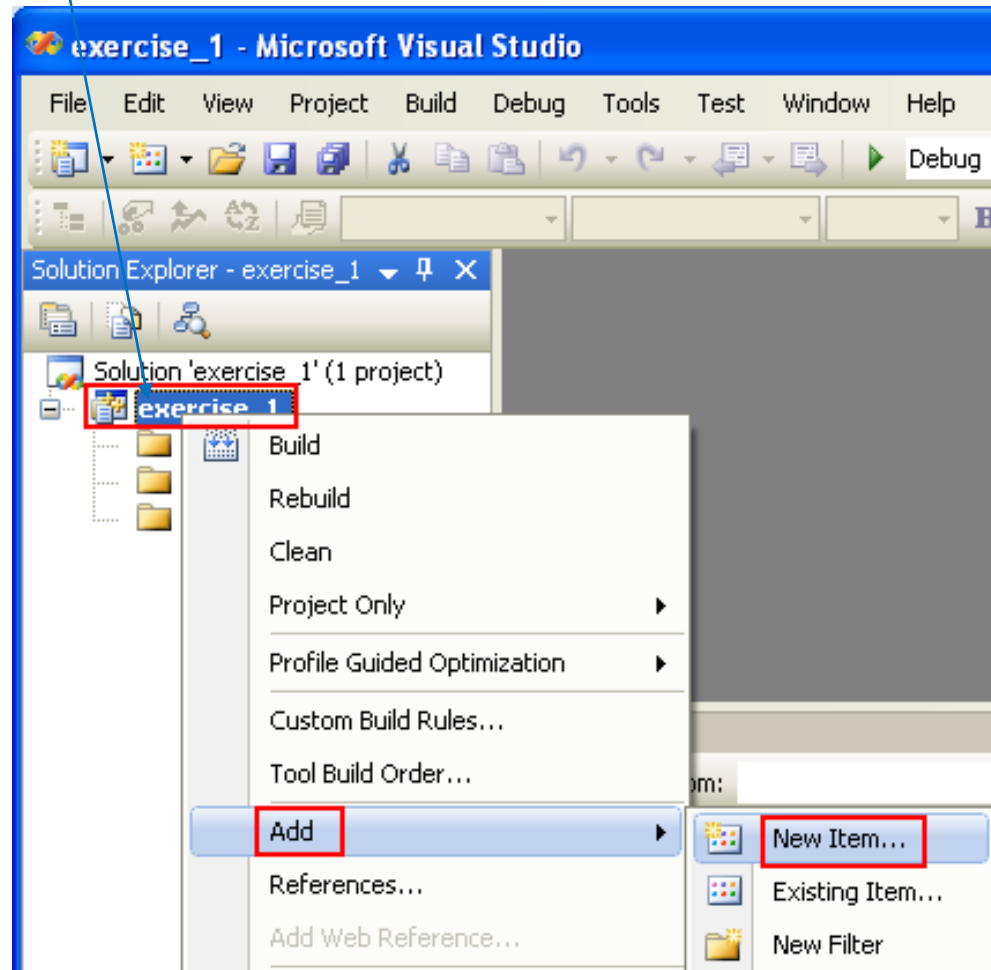 exercise_1 - Microsoft Visual Studio
File Edit View Project Build Debug Tools Test Window Help
Debug
Solution Explorer - exercise_1
Solution 'exercise_1' (1 project)
exercise_1
Build
Rebuild
Clean
Project Only
Profile Guided Optimization
Custom Build Rules...
Tool Build Order...
Add
New Item...
References...
Existing Item...
Add Web Reference...
New Filter